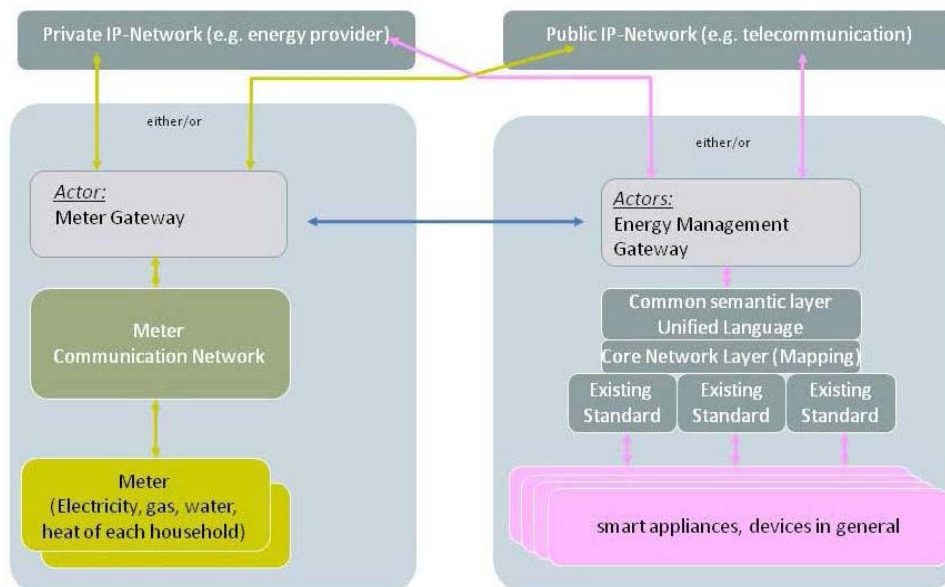 Private IP-Network (e.g. energy provider)
Public IP-Network (e.g. telecommunication)
either/or
either/or
Actor:
Meter Gateway
Actors:
Energy Management
Gateway
Meter
Communication Network
Common semantic layer
Unified Language
Core Network Layer (Mapping)
Existing
Standard
Existing
Standard
Existing
Standard
Meter
(Electricity, gas, water,
heat of each household)
smart appliances, devices in general